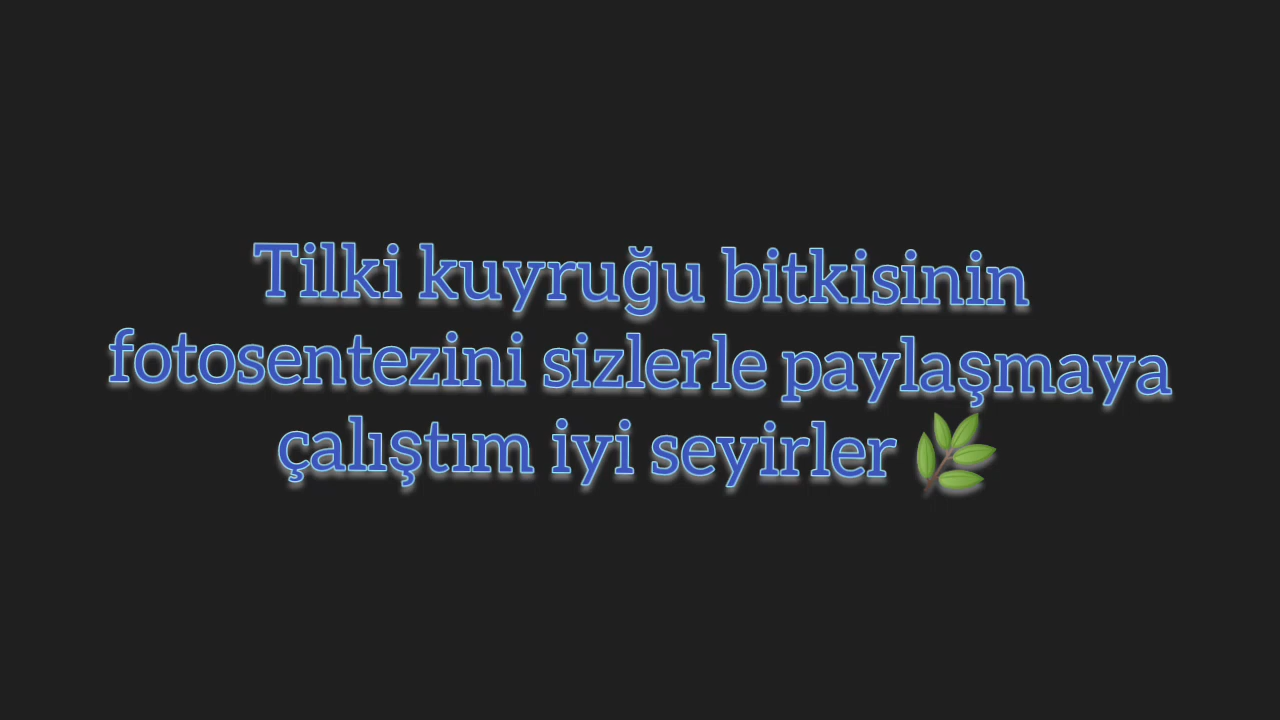 Tilki kuyruğu bitkisinin
fotosentezini sizlerle paylaşmaya
çalıştım iyi seyirler 🌿